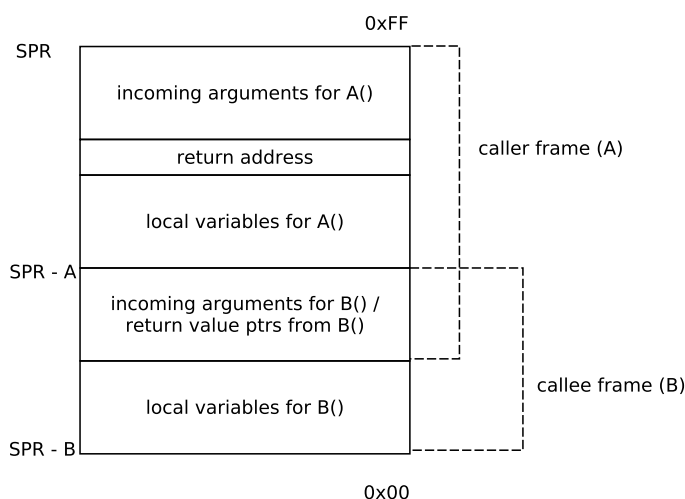 0xFF
SPR
incoming arguments for A()
caller frame (A)
return address
local variables for A()
SPR - A
incoming arguments for B() /
return value ptrs from B()
callee frame (B)
local variables for B()
SPR - B
0x00